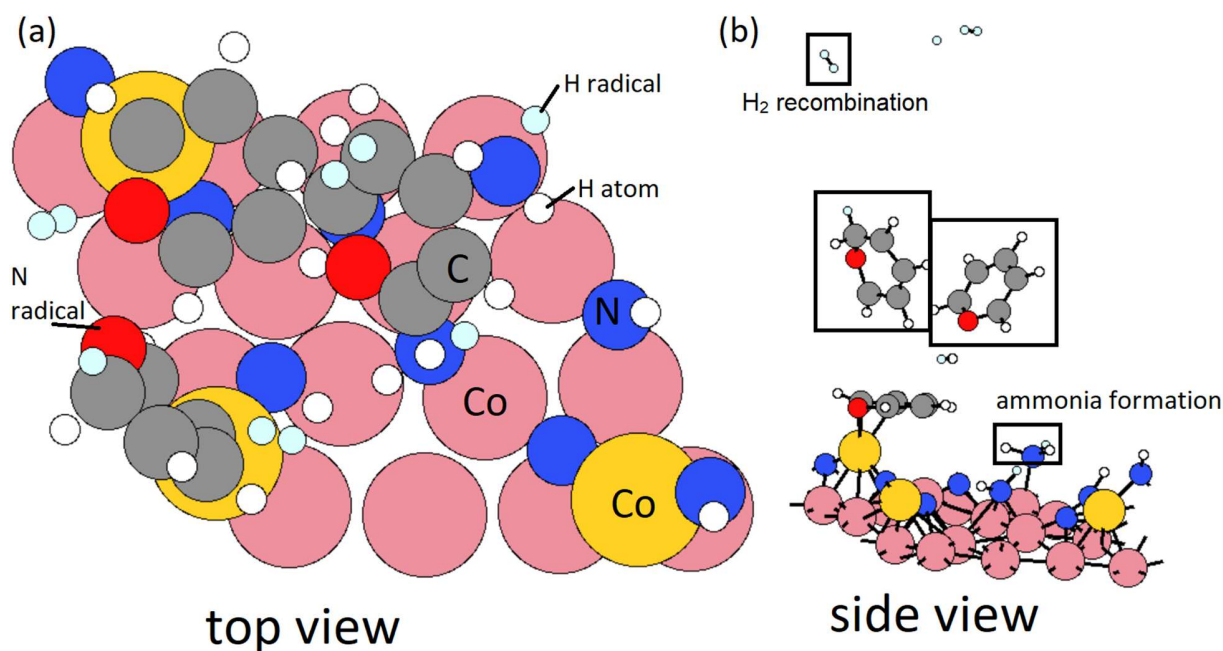 (a)
H radical
H atom
N
radical
C
N
Co
Co
top view
(b)
H₂ recombination
ammonia formation
side view